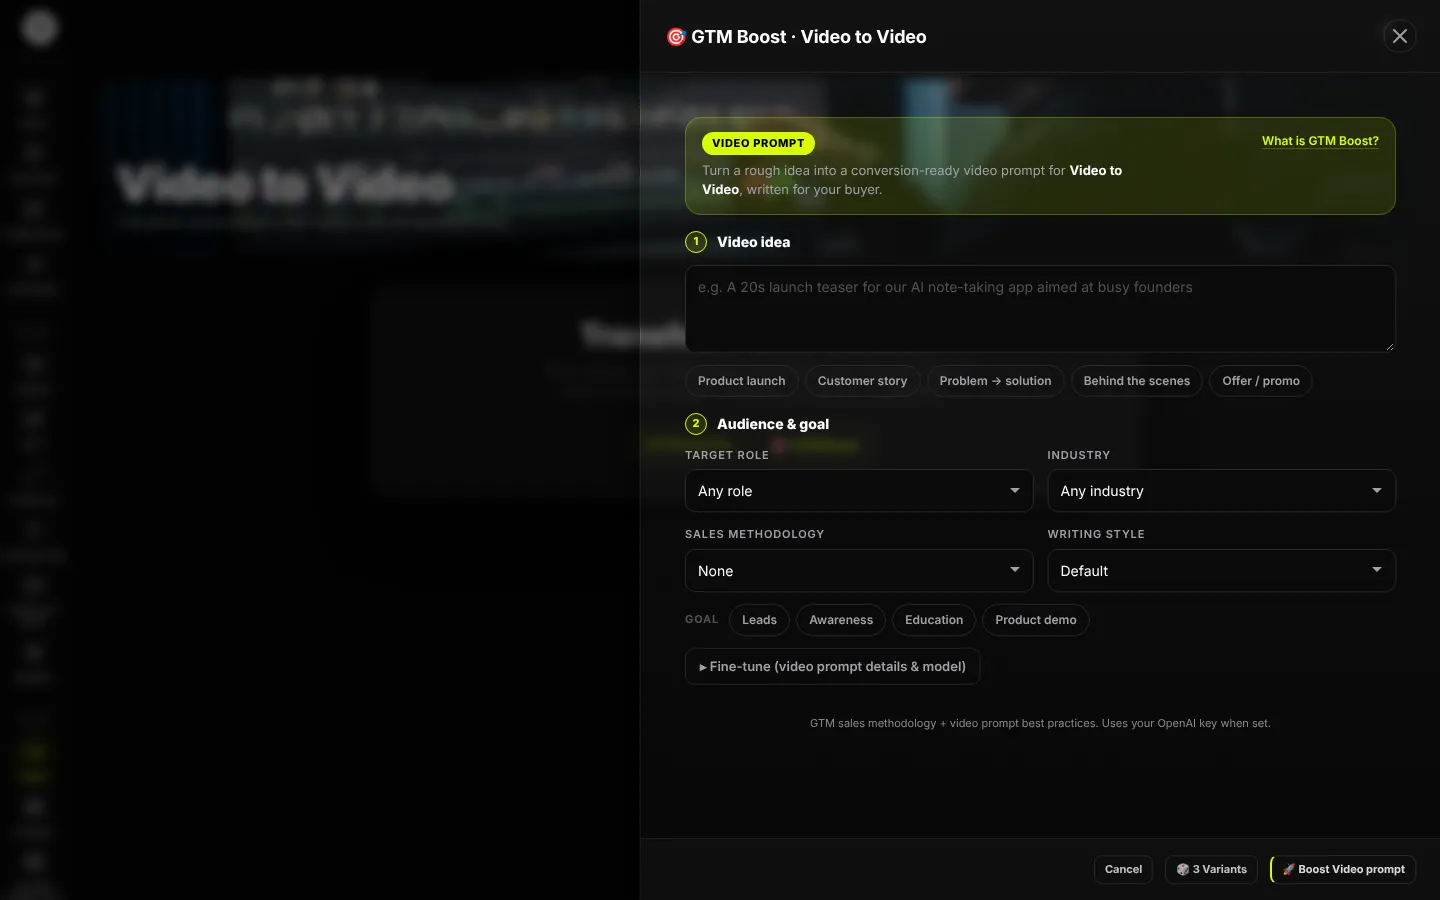 🎯 GTM Boost · Video to Video
VIDEO PROMPT
What is GTM Boost?
Turn a rough idea into a conversion-ready video prompt for Video to
Video, written for your buyer.
1 Video idea
e.g. A 20s launch teaser for our AI note-taking app aimed at busy founders
Product launch Customer story Problem → solution Behind the scenes Offer / promo
2 Audience & goal
TARGET ROLE INDUSTRY
Any role Any industry
SALES METHODOLOGY WRITING STYLE
None Default
GOAL Leads Awareness Education Product demo
▸ Fine-tune (video prompt details & model)
GTM sales methodology + video prompt best practices. Uses your OpenAI key when set.
Cancel 🎲 3 Variants 🚀 Boost Video prompt
Video to Video